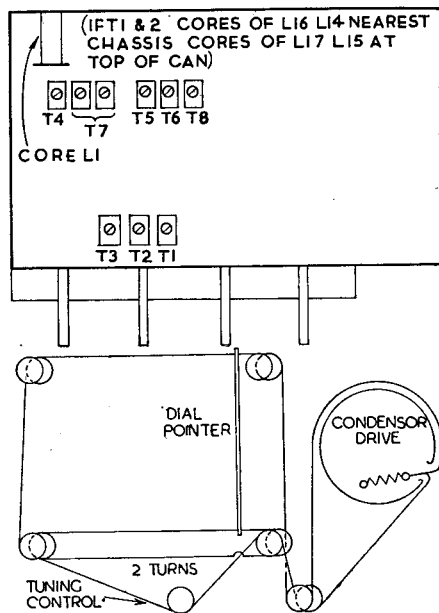 (IFT1 & 2 CORES OF L16 L14 NEAREST
CHASSIS CORES OF L17 L15 AT
TOP OF CAN)
T4
T7
T5 T6 T8
CORE L1
T3 T2 T1
DIAL
POINTER
CONDENSOR
DRIVE
2 TURNS
TUNING
CONTROL